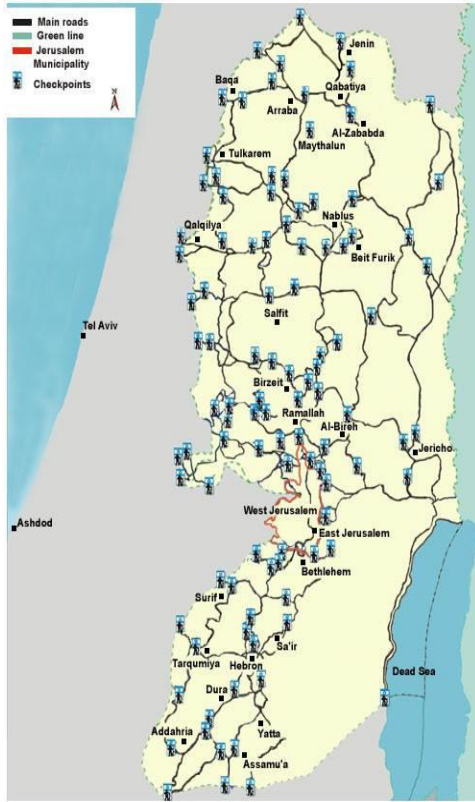 Main roads
Green line
Jerusalem
Municipality
Checkpoints
N
Jenin
Baqa
Qabatiya
Arraba
Al-Zababda
Maythalun
Tulkarem
Nablus
Qalqilya
Beit Furik
Salfit
Tel Aviv
Birzeit
Ramallah
Al-Bireh
Jericho
West Jerusalem
Ashdod
East Jerusalem
Bethlehem
Surif
Sa'ir
Tarqumiya
Hebron
Dead Sea
Dura
Addahria
Yatta
Assamu'a